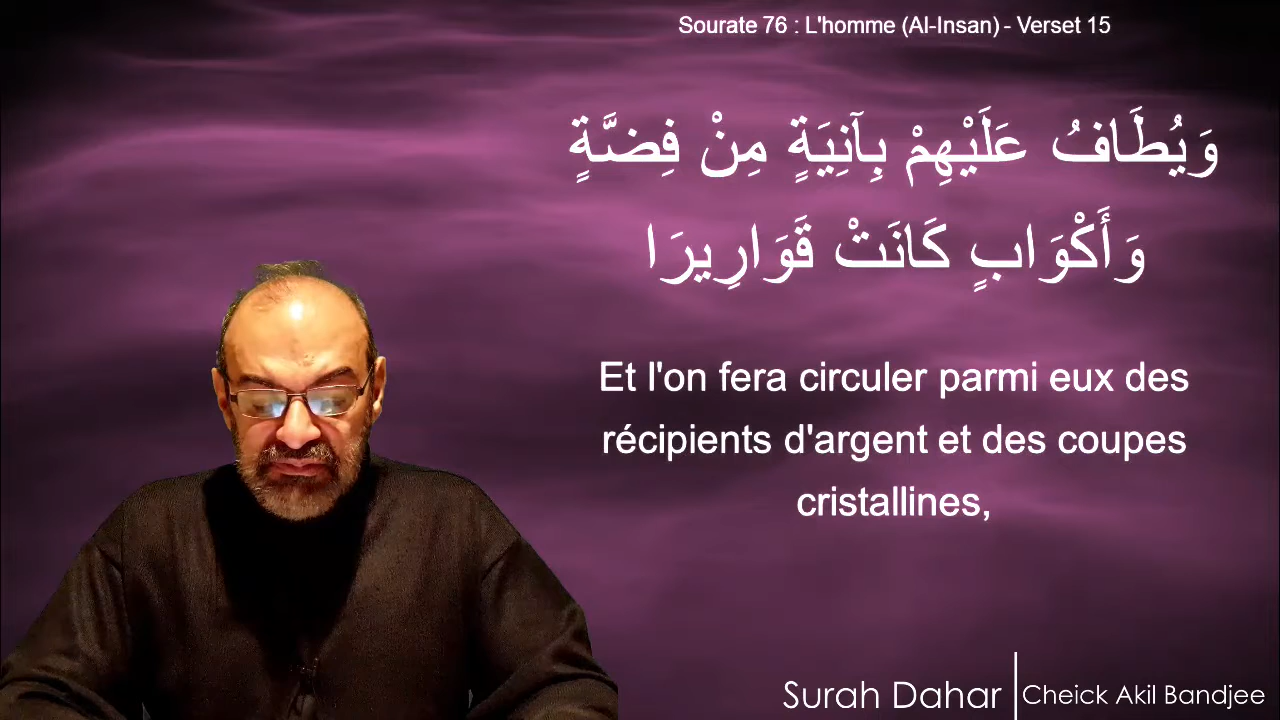 Sourate 76 : L'homme (Al-Insan) - Verset 15
وَيُطَافُ عَلَيْهِمْ بِآنِيَةٍ مِنْ فِضَّةٍ
وَأَكْوَابٍ كَانَتْ قَوَارِيرَا
Et l'on fera circuler parmi eux des
récipients d'argent et des coupes
cristallines,
Surah Dahar
Cheick Akil Bandjee